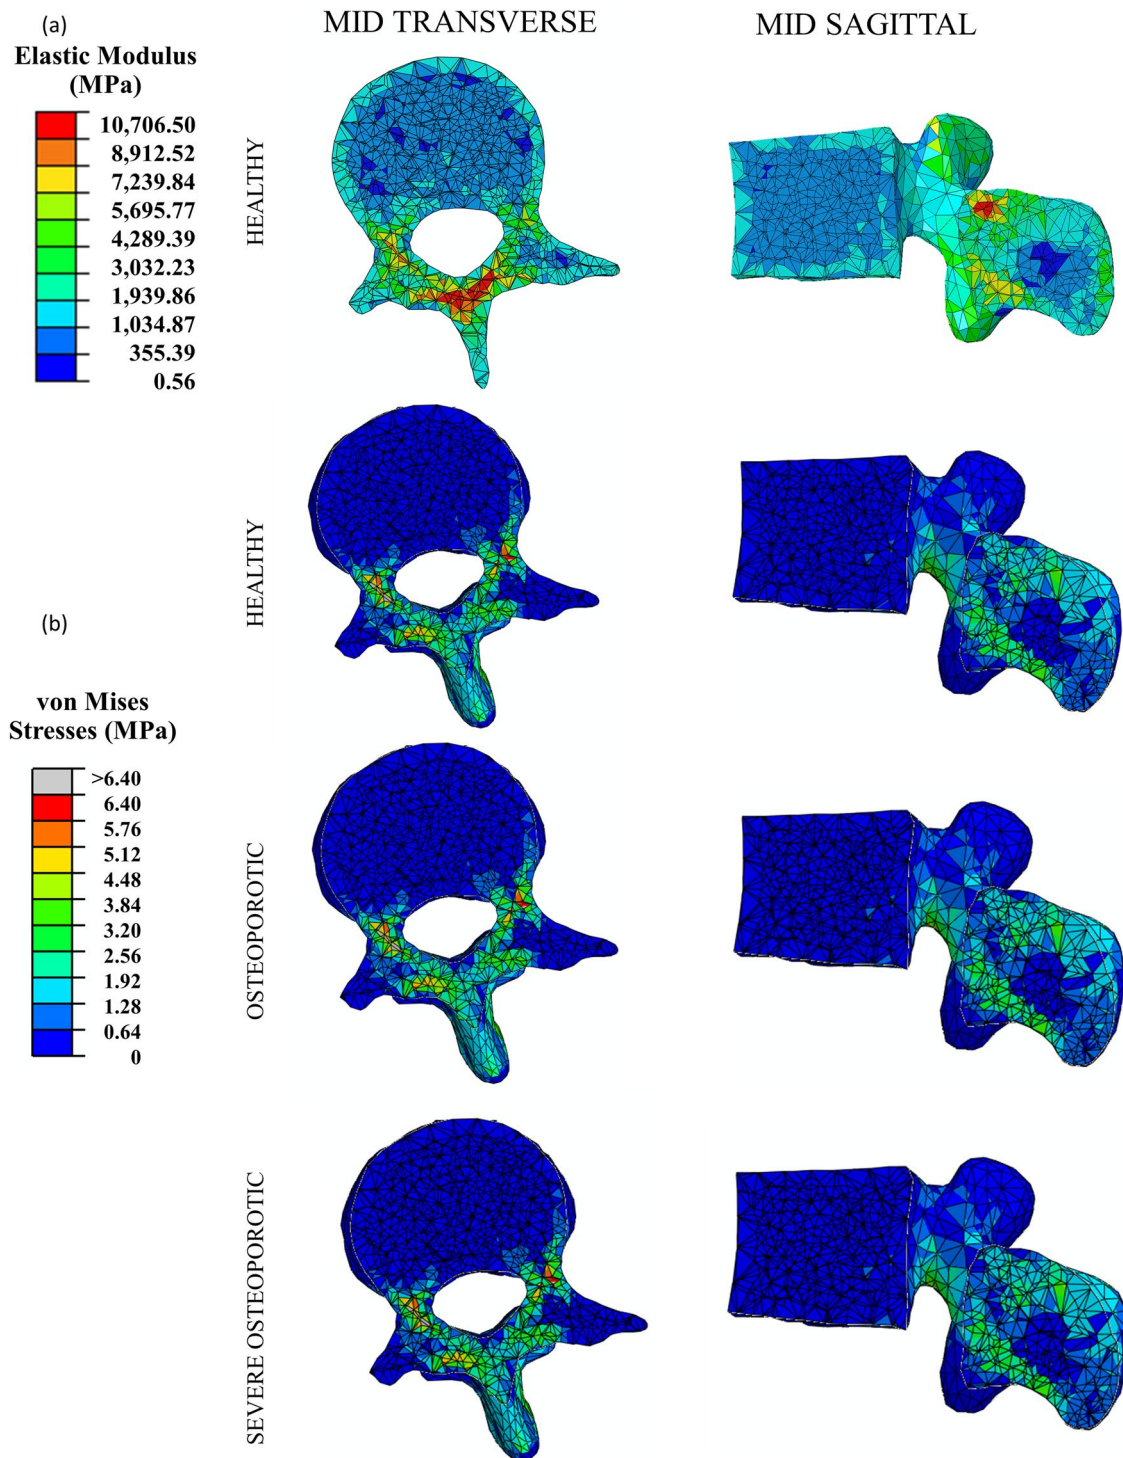 (a)
MID TRANSVERSE
MID SAGITTAL
Elastic Modulus
(MPa)
10,706.50
8,912.52
7,239.84
5,695.77
4,289.39
3,032.23
1,939.86
1,034.87
355.39
0.56
HEALTHY
HEALTHY
(b)
von Mises
Stresses (MPa)
>6.40
6.40
5.76
5.12
4.48
3.84
3.20
2.56
1.92
1.28
0.64
0
OSTEOPOROTIC
SEVERE OSTEOPOROTIC